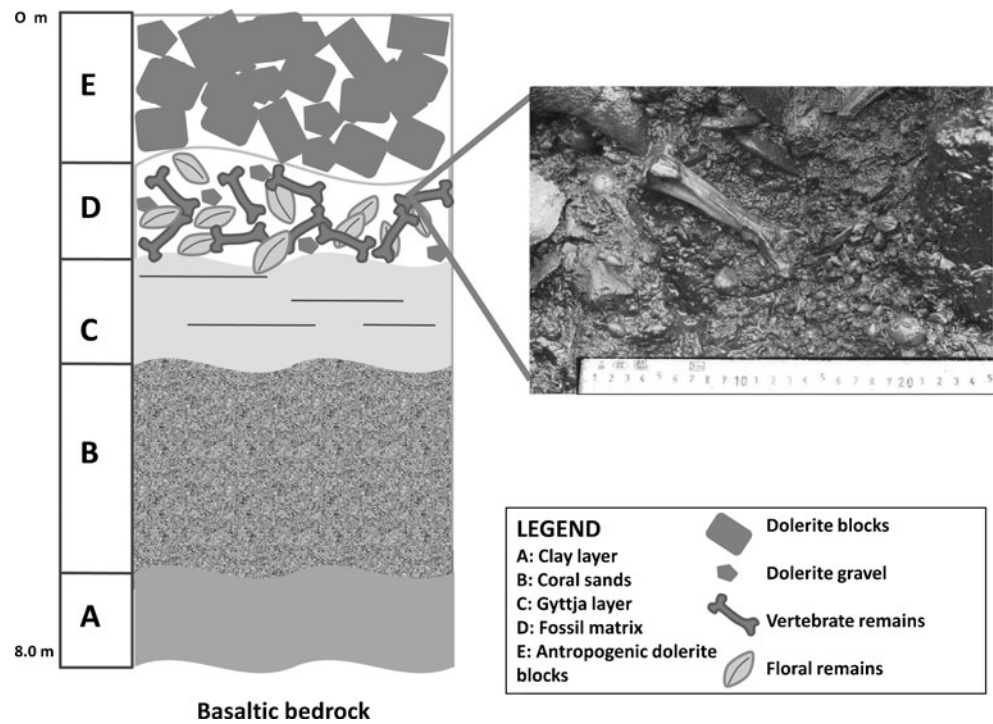 O m
E
D
C
B
A
8.0 m
Basaltic bedrock
1 2 3 4 5 6 7 8 9 10 1 2 3 4 5 6 7 8 9 20 1 2 3 4 5
LEGEND
A: Clay layer
B: Coral sands
C: Gyttja layer
D: Fossil matrix
E: Antropogenic dolerite
blocks
Dolerite blocks
Dolerite gravel
Vertebrate remains
Floral remains